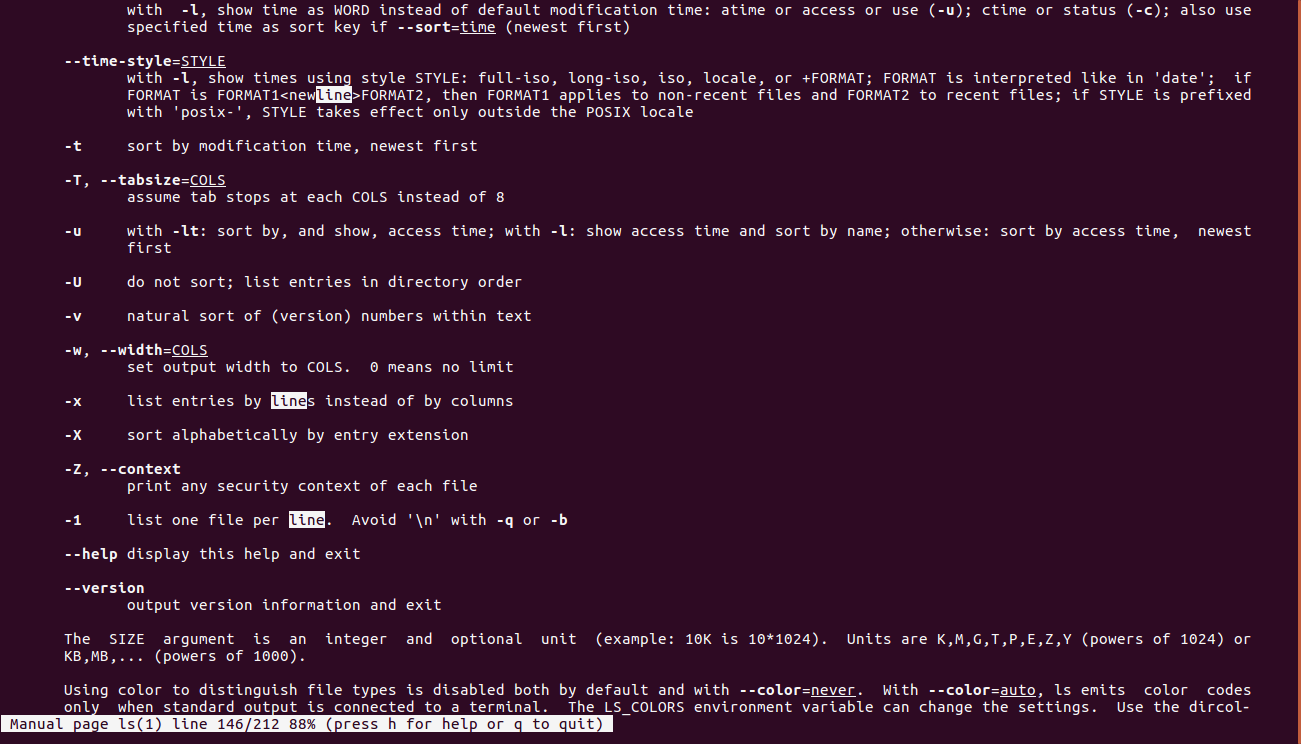 with  -l, show time as WORD instead of default modification time: atime or access or use (-u); ctime or status (-c); also use
specified time as sort key if --sort=time (newest first)
--time-style=STYLE
with -l, show times using style STYLE: full-iso, long-iso, iso, locale, or +FORMAT; FORMAT is interpreted like in 'date';  if
FORMAT is FORMAT1<newline>FORMAT2, then FORMAT1 applies to non-recent files and FORMAT2 to recent files; if STYLE is prefixed
with 'posix-', STYLE takes effect only outside the POSIX locale
-t     sort by modification time, newest first
-T, --tabsize=COLS
assume tab stops at each COLS instead of 8
-u     with -lt: sort by, and show, access time; with -l: show access time and sort by name; otherwise: sort by access time,  newest
first
-U     do not sort; list entries in directory order
-v     natural sort of (version) numbers within text
-w, --width=COLS
set output width to COLS.  0 means no limit
-x     list entries by lines instead of by columns
-X     sort alphabetically by entry extension
-Z, --context
print any security context of each file
-1     list one file per line.  Avoid '\n' with -q or -b
--help display this help and exit
--version
output version information and exit
The  SIZE  argument  is  an  integer  and  optional  unit  (example: 10K is 10*1024).  Units are K,M,G,T,P,E,Z,Y (powers of 1024) or
KB,MB,... (powers of 1000).
Using color to distinguish file types is disabled both by default and with --color=never.  With --color=auto, ls emits  color  codes
only  when standard output is connected to a terminal.  The LS_COLORS environment variable can change the settings.  Use the dircol-
Manual page ls(1) line 146/212 88% (press h for help or q to quit)